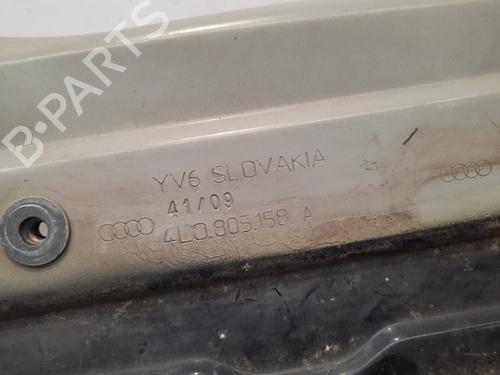 B-PARTS
YV6 SLOVAKIA
41/09
4L0.805.158. A